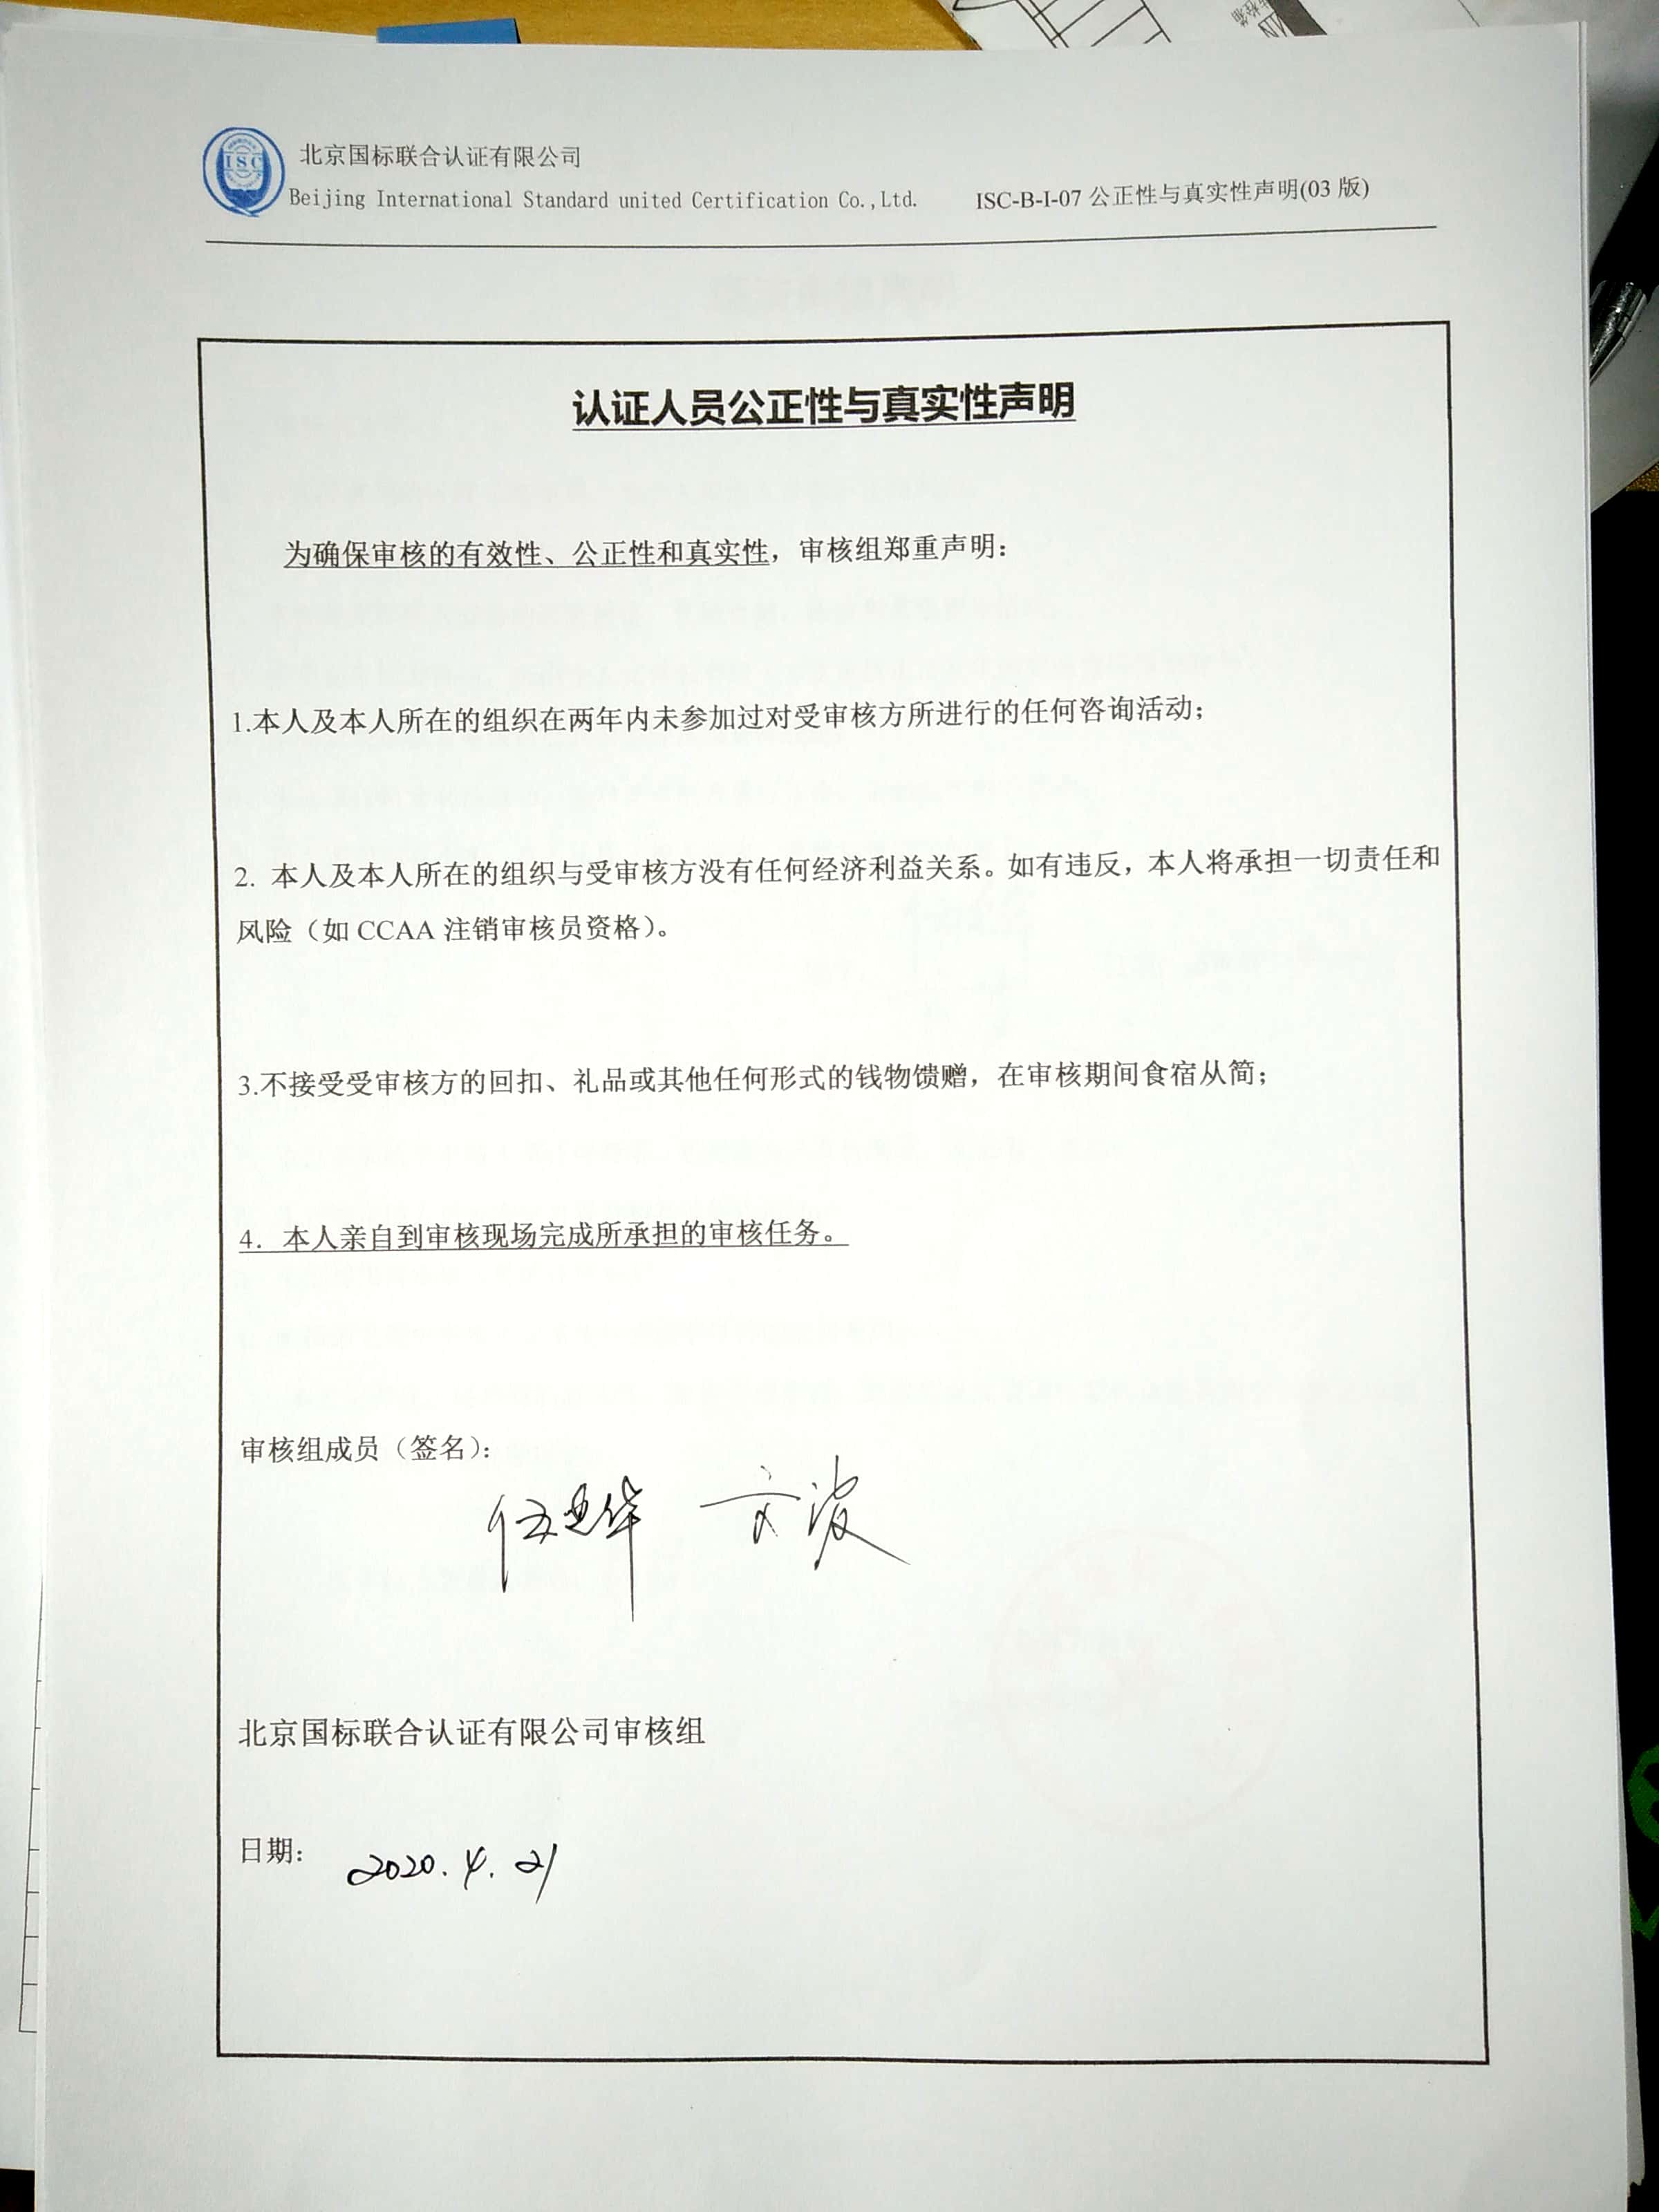 北京国标联合认证有限公司
Beijing International Standard united Certification Co.,Ltd. ISC-B-I-07 公正性与真实性声明(03 版)
ISC
认证人员公正性与真实性声明
为确保审核的有效性、公正性和真实性，审核组郑重声明：
1.本人及本人所在的组织在两年内未参加过对受审核方所进行的任何咨询活动；
2. 本人及本人所在的组织与受审核方没有任何经济利益关系。如有违反，本人将承担一切责任和
风险（如 CCAA 注销审核员资格）。
3.不接受受审核方的回扣、礼品或其他任何形式的钱物馈赠，在审核期间食宿从简；
4. 本人亲自到审核现场完成所承担的审核任务。
审核组成员（签名）：
文波
北京国标联合认证有限公司审核组
日期： 2020.4.21